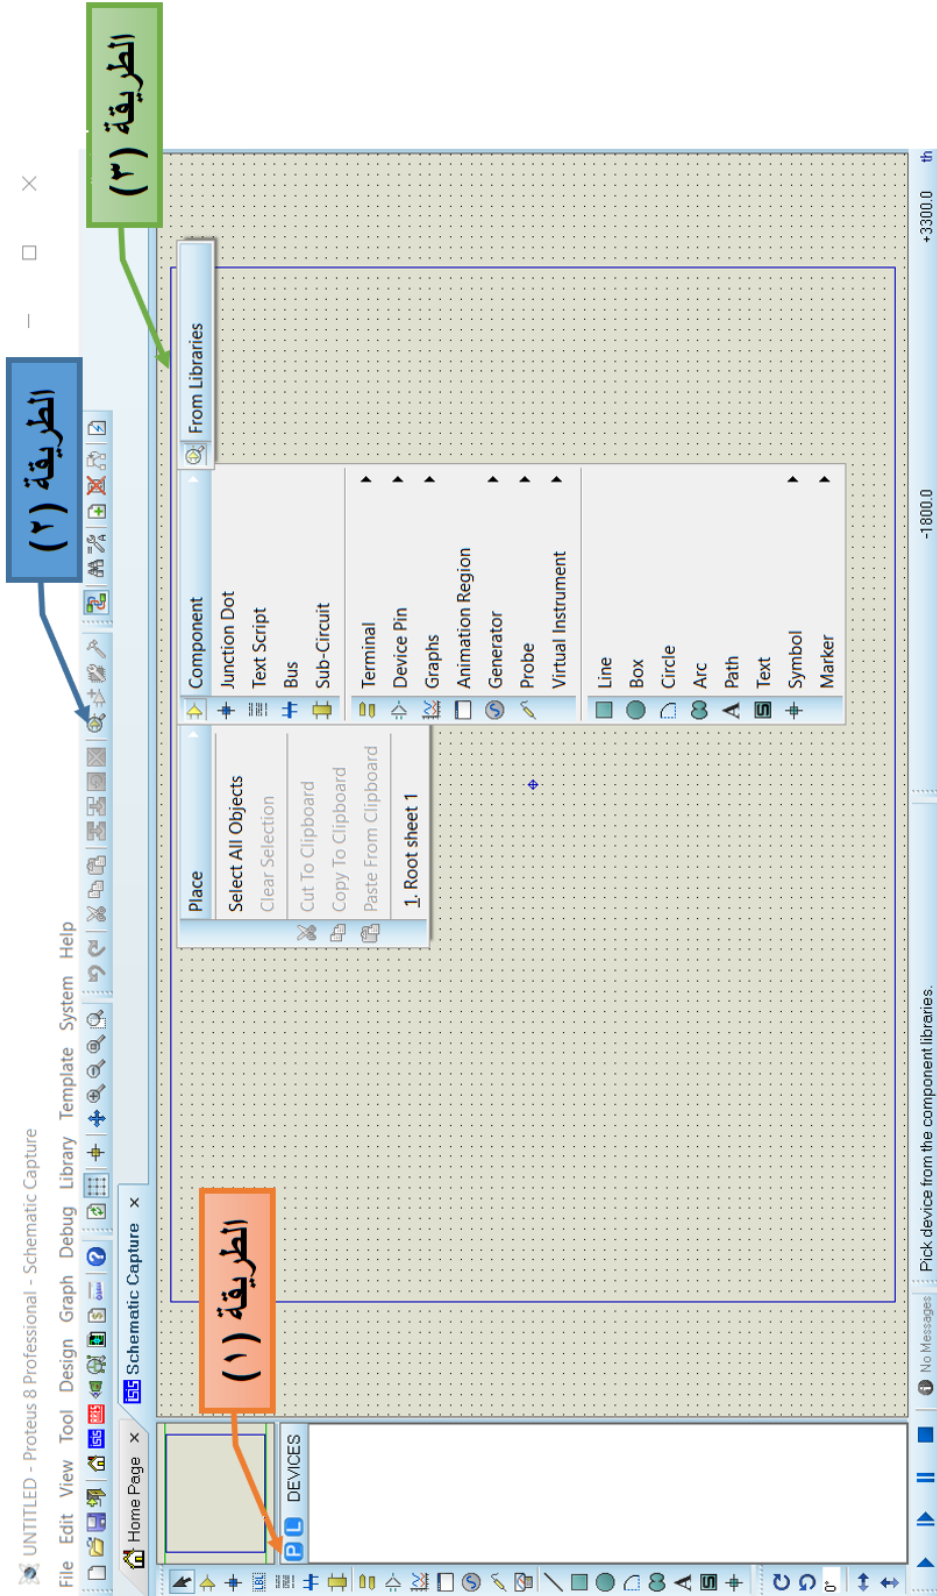 UNTITLED - Proteus 8 Professional - Schematic Capture
File Edit View Tool Design Graph Debug Library Template System Help
الطريقة (٢)
الطريقة (٣)
Home Page
Schematic Capture
الطريقة (١)
P L DEVICES
Place
Select All Objects
Clear Selection
Cut To Clipboard
Copy To Clipboard
Paste From Clipboard
1. Root sheet 1
Component
Junction Dot
Text Script
Bus
Sub-Circuit
Terminal
Device Pin
Graphs
Animation Region
Generator
Probe
Virtual Instrument
Line
Box
Circle
Arc
Path
Text
Symbol
Marker
From Libraries
0°
No Messages
Pick device from the component libraries.
-1800.0
+3300.0
th